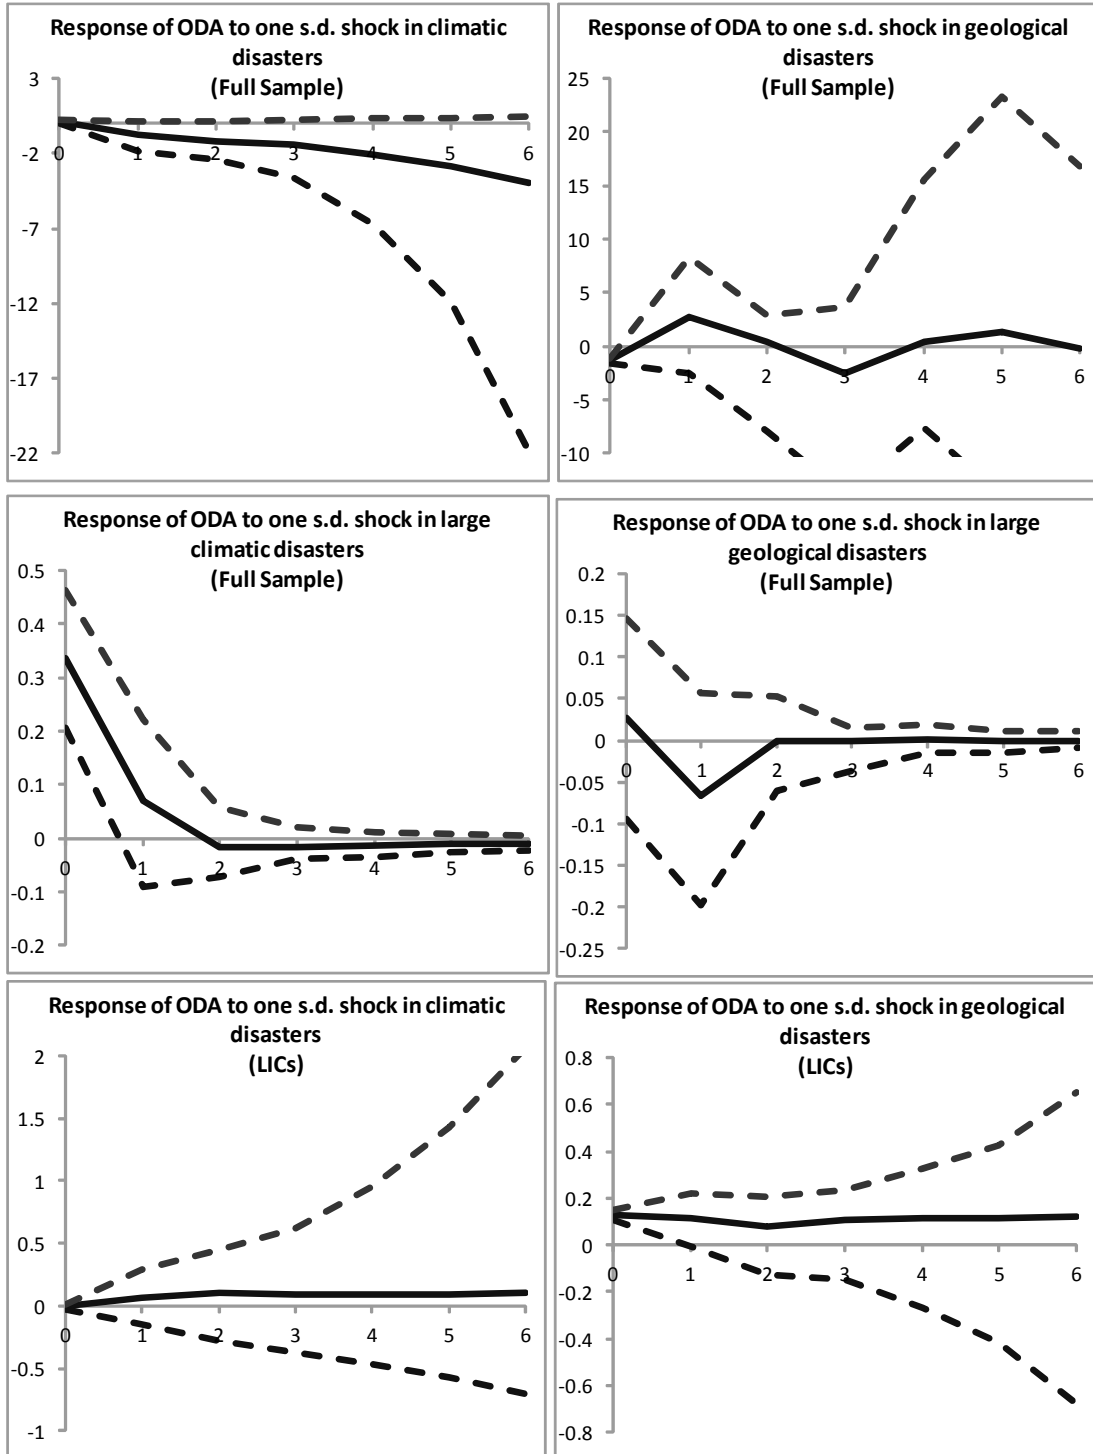 Response of ODA to one s.d. shock in climatic
disasters
(Full Sample)
3
-2
-7
-12
-17
-22
0 1 2 3 4 5 6
Response of ODA to one s.d. shock in geological
disasters
(Full Sample)
25
20
15
10
5
0
-5
-10
0 1 2 3 4 5 6
Response of ODA to one s.d. shock in large
climatic disasters
(Full Sample)
0.5
0.4
0.3
0.2
0.1
0
-0.1
-0.2
0 1 2 3 4 5 6
Response of ODA to one s.d. shock in large
geological disasters
(Full Sample)
0.2
0.15
0.1
0.05
0
-0.05
-0.1
-0.15
-0.2
-0.25
0 1 2 3 4 5 6
Response of ODA to one s.d. shock in climatic
disasters
(LICs)
2
1.5
1
0.5
0
-0.5
-1
0 1 2 3 4 5 6
Response of ODA to one s.d. shock in geological
disasters
(LICs)
0.8
0.6
0.4
0.2
0
-0.2
-0.4
-0.6
-0.8
0 1 2 3 4 5 6